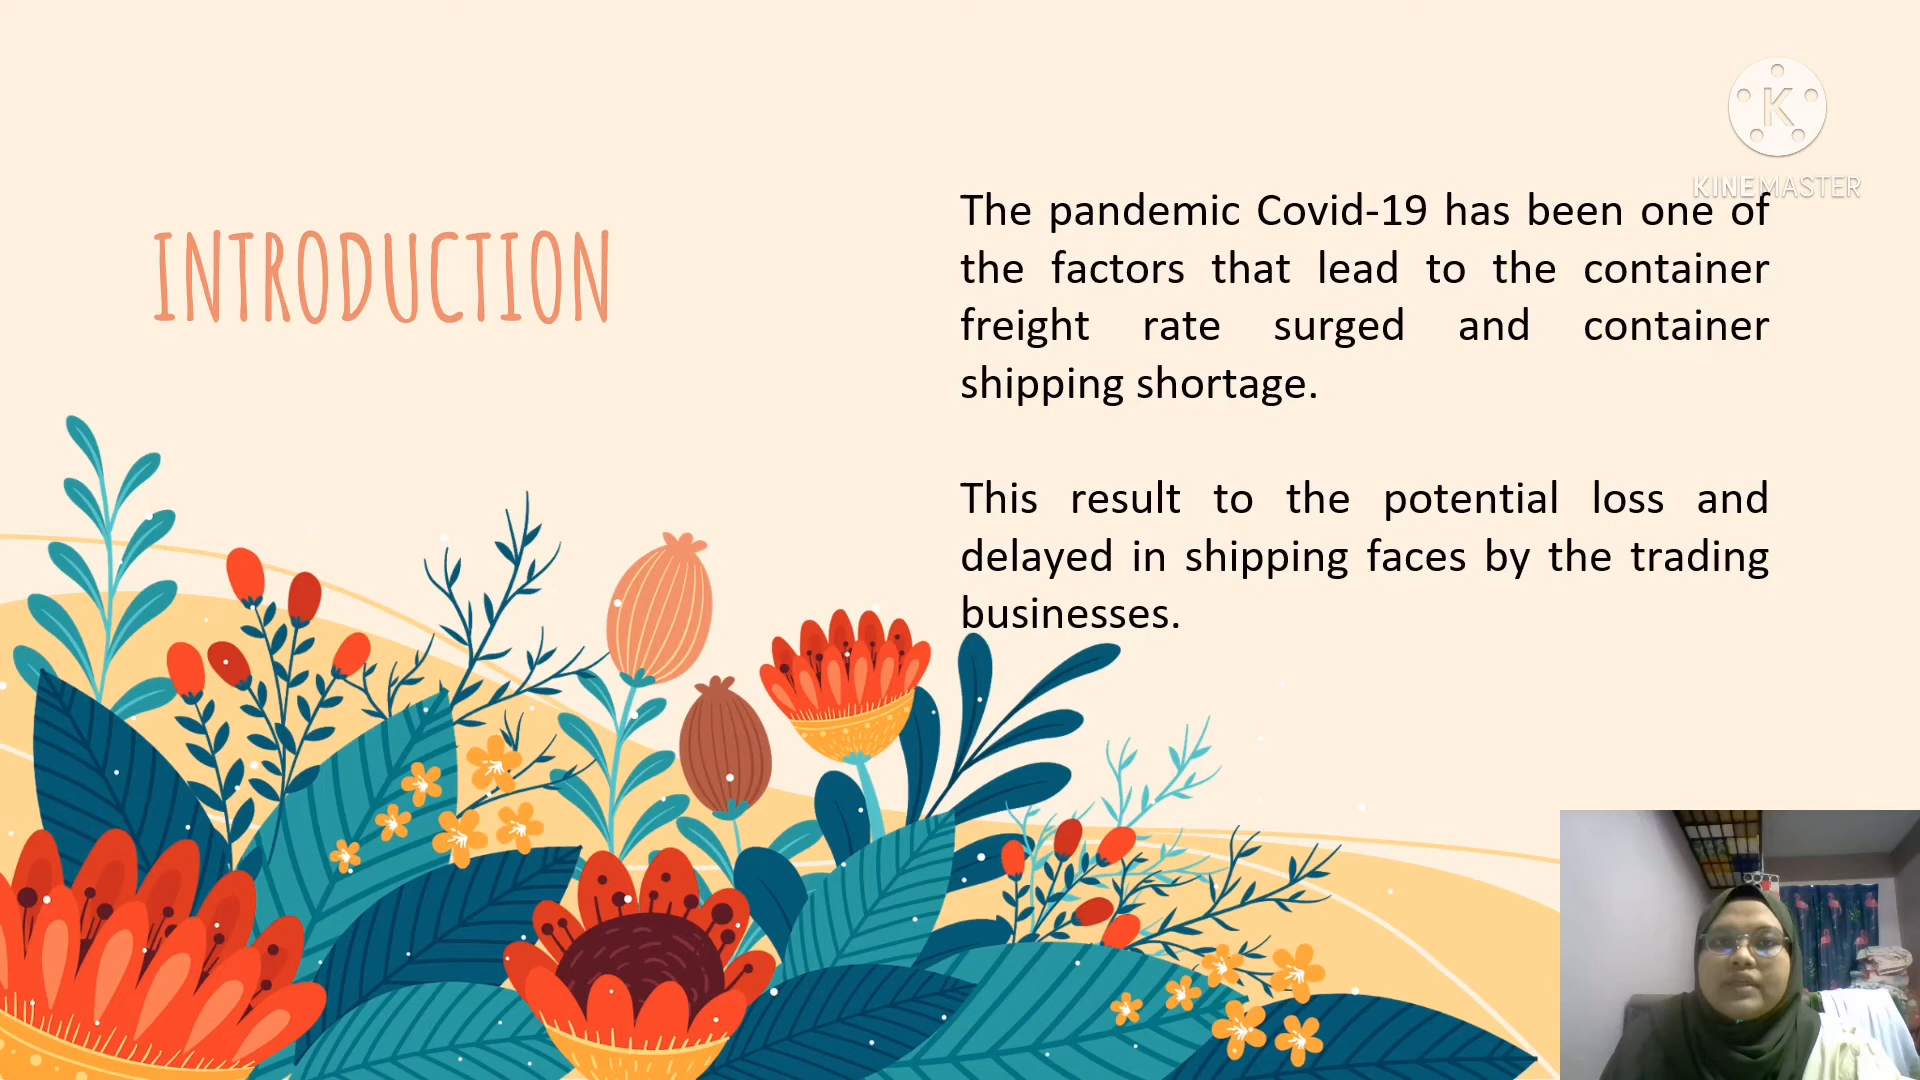 K
KINEMASTER
INTRODUCTION
The pandemic Covid-19 has been one of
the factors that lead to the container
freight rate surged and container
shipping shortage.
This result to the potential loss and
delayed in shipping faces by the trading
businesses.